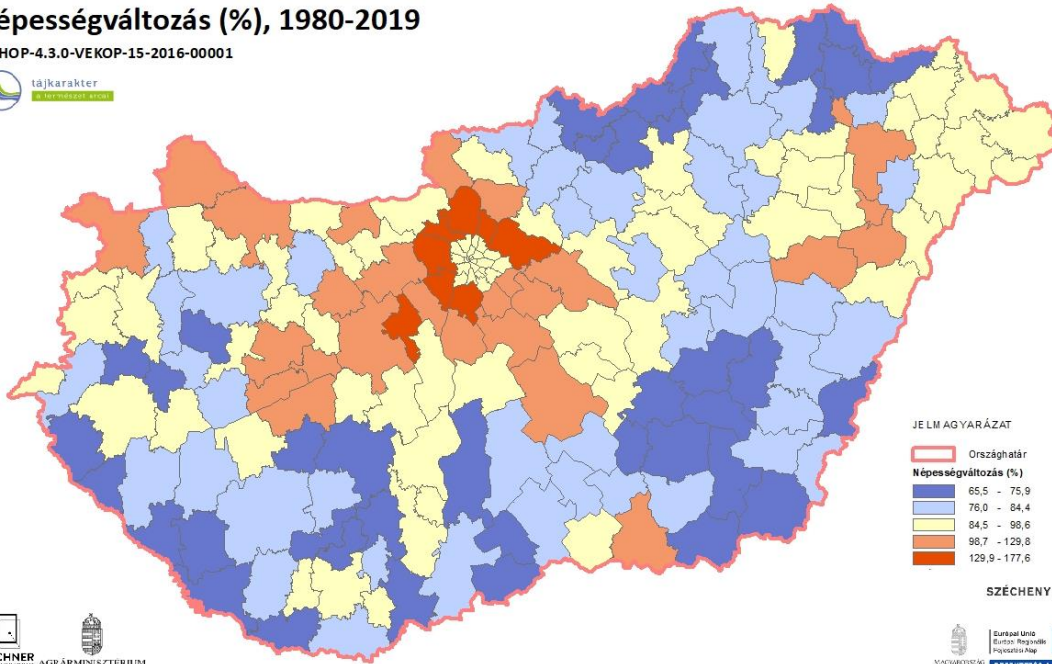 épességváltozás (%), 1980-2019
HOP-4.3.0-VEKOP-15-2016-00001
tájkarakter
a természet arcai
JELMAGYARÁZAT
Országhatár
Népességváltozás (%)
65,5 - 75,9
76,0 - 84,4
84,5 - 98,6
98,7 - 129,8
129,9 - 177,6
SZÉCHENY
CHNER
AGRÁRMINISZTÉRIUM
Európai Unió
Európai Regionális
Fejlesztési Alap
MAGYARORSZÁG